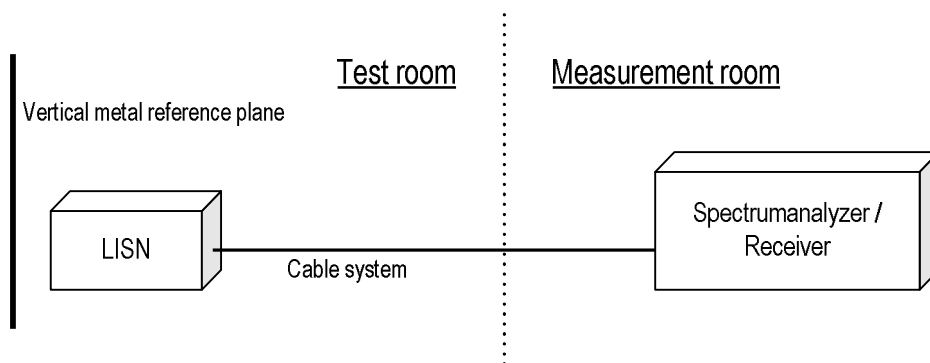 Test room
Measurement room
Vertical metal reference plane
LISN
Cable system
Spectrumanalyzer /
Receiver